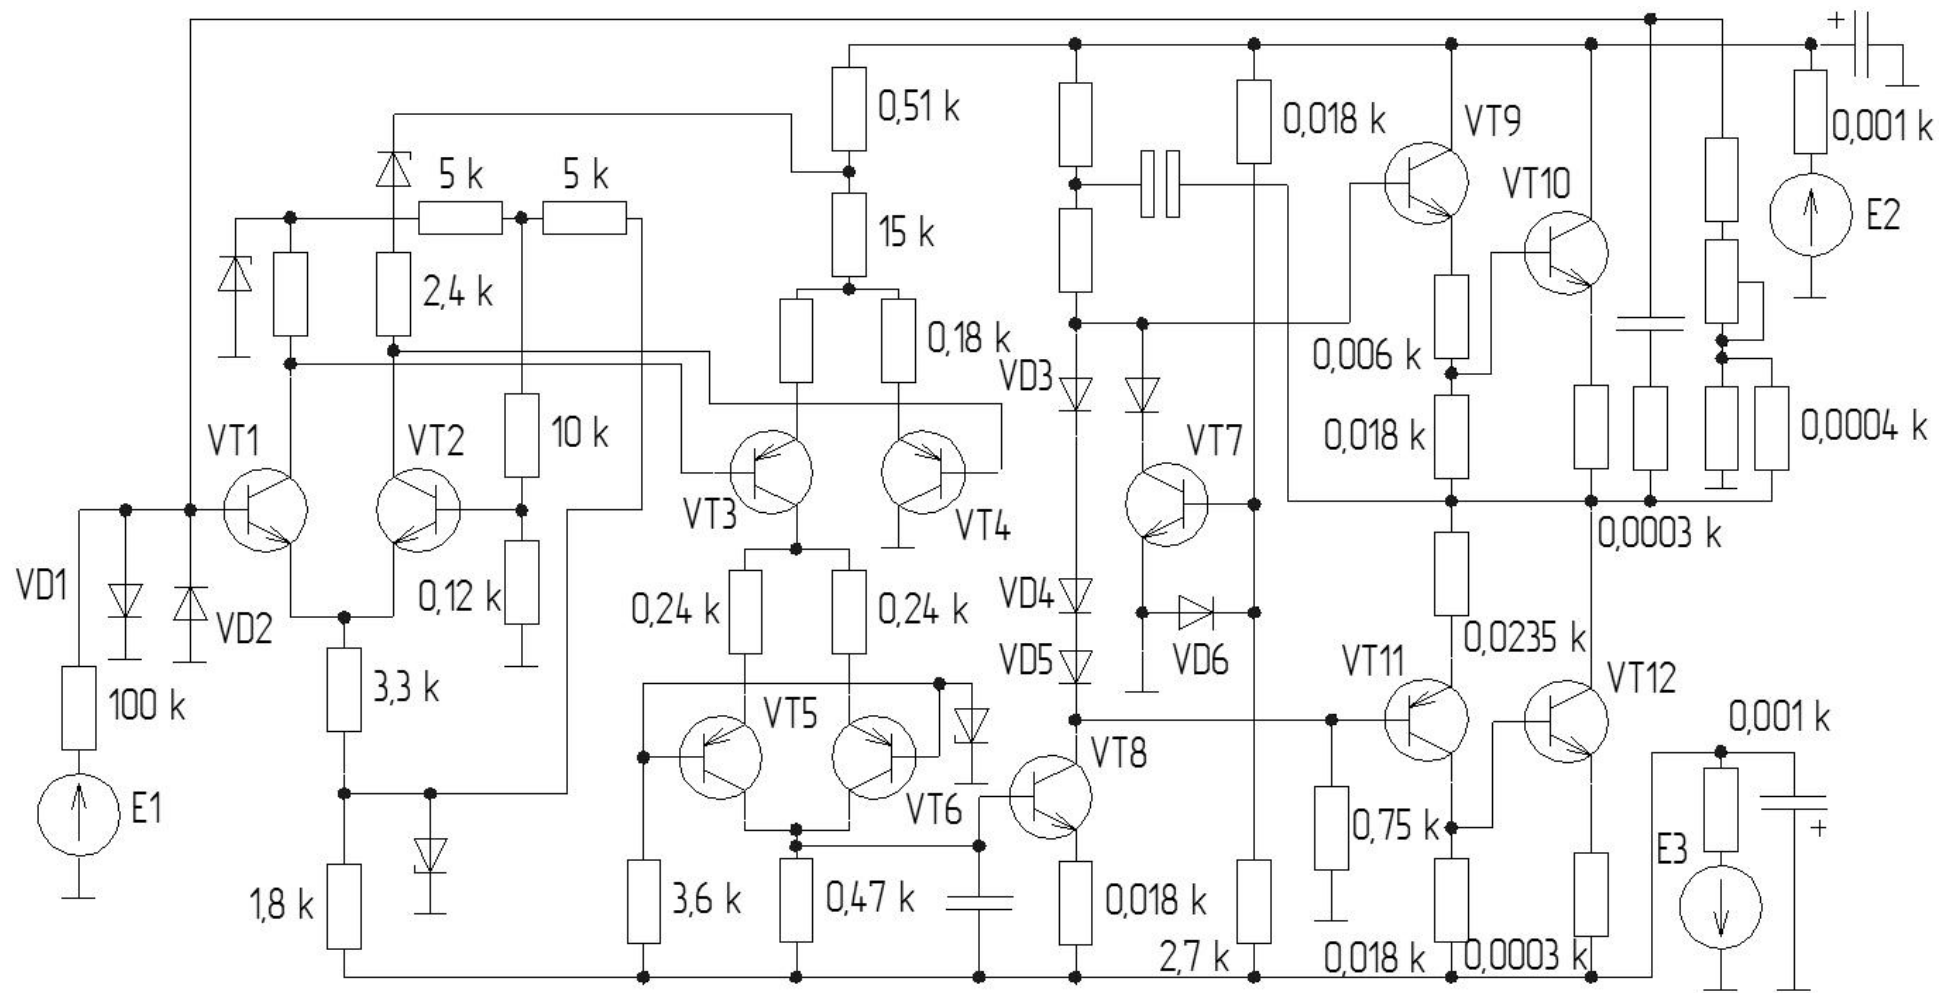 +
0,51 k
0,018 k
VT9
0,001 k
5 k
5 k
VT10
E2
15 k
2,4 k
0,18 k
0,006 k
VD3
VT1
VT2
10 k
VT7
0,018 k
0,0004 k
VT3
VT4
0,0003 k
VD1
VD2
0,12 k
0,24 k
0,24 k
VD4
VD5
VD6
0,0235 k
VT11
VT12
100 k
3,3 k
VT5
VT8
0,001 k
E1
VT6
0,75 k
+
E3
1,8 k
3,6 k
0,47 k
0,018 k
2,7 k
0,018 k
0,0003 k